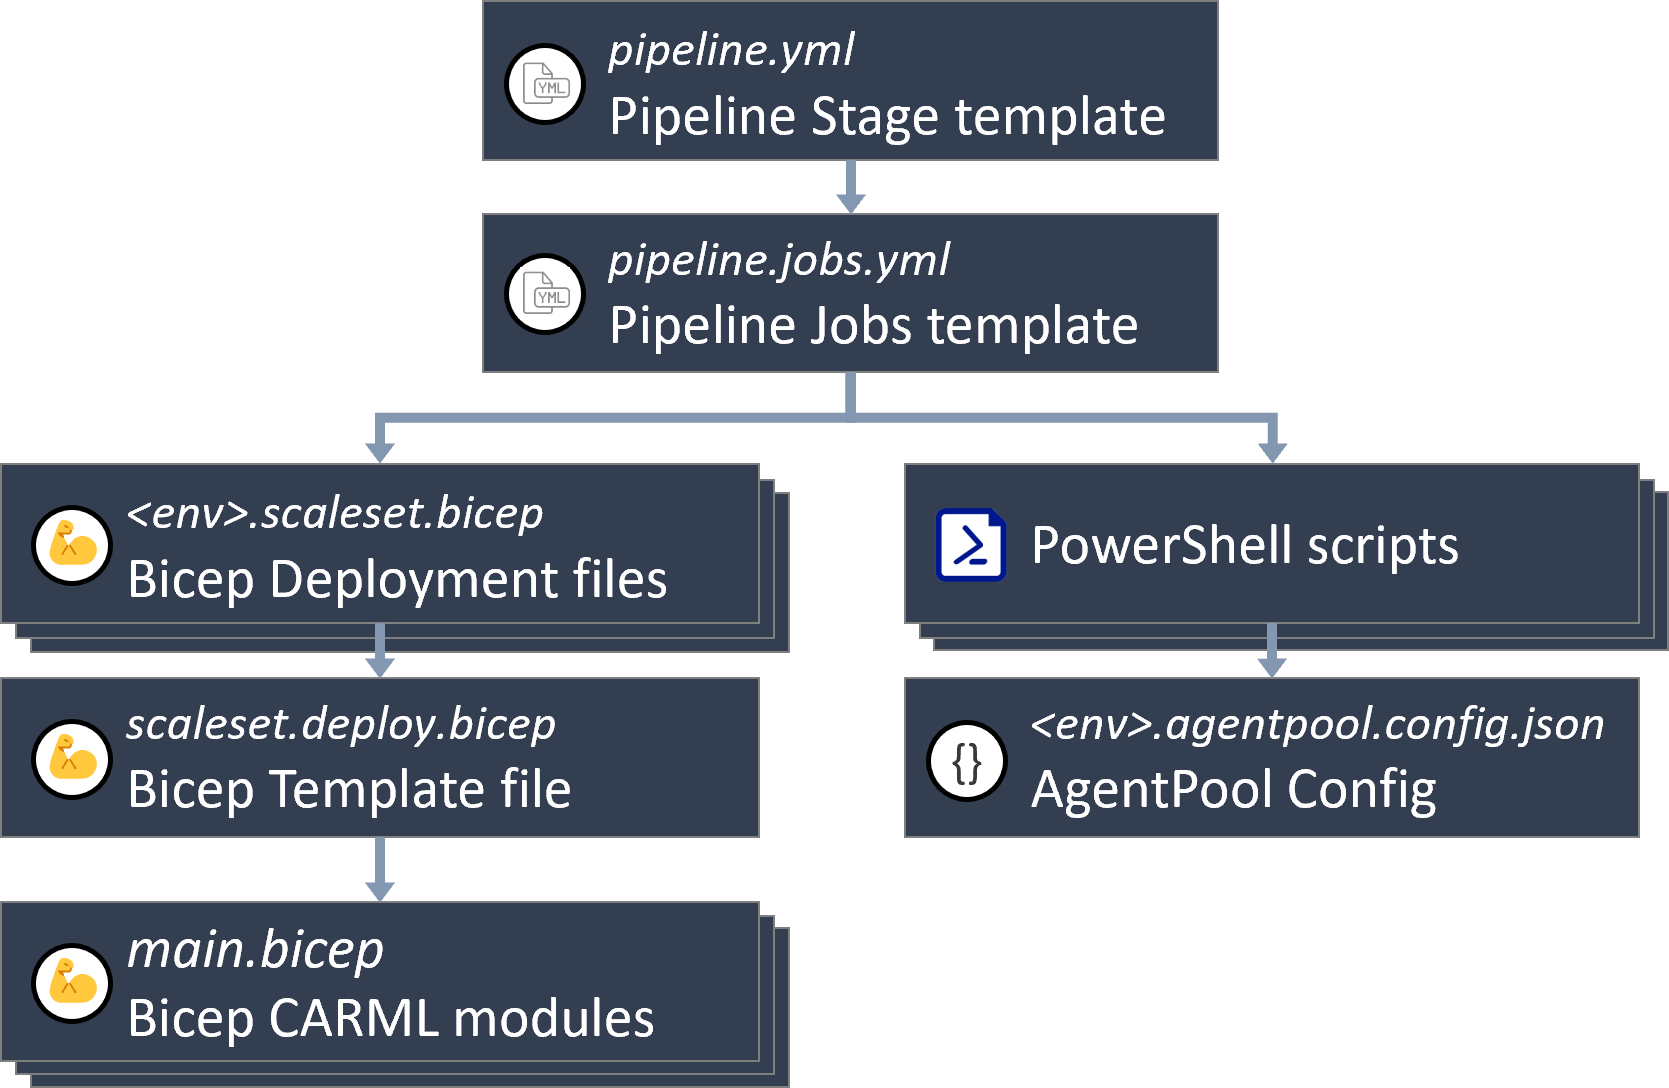 pipeline.yml
YML
Pipeline Stage template
pipeline.jobs.yml
YML
Pipeline Jobs template
<env>.scaleset.bicep
Bicep Deployment files
PowerShell scripts
scaleset.deploy.bicep
Bicep Template file
<env>.agentpool.config.json
{}
AgentPool Config
main.bicep
Bicep CARML modules